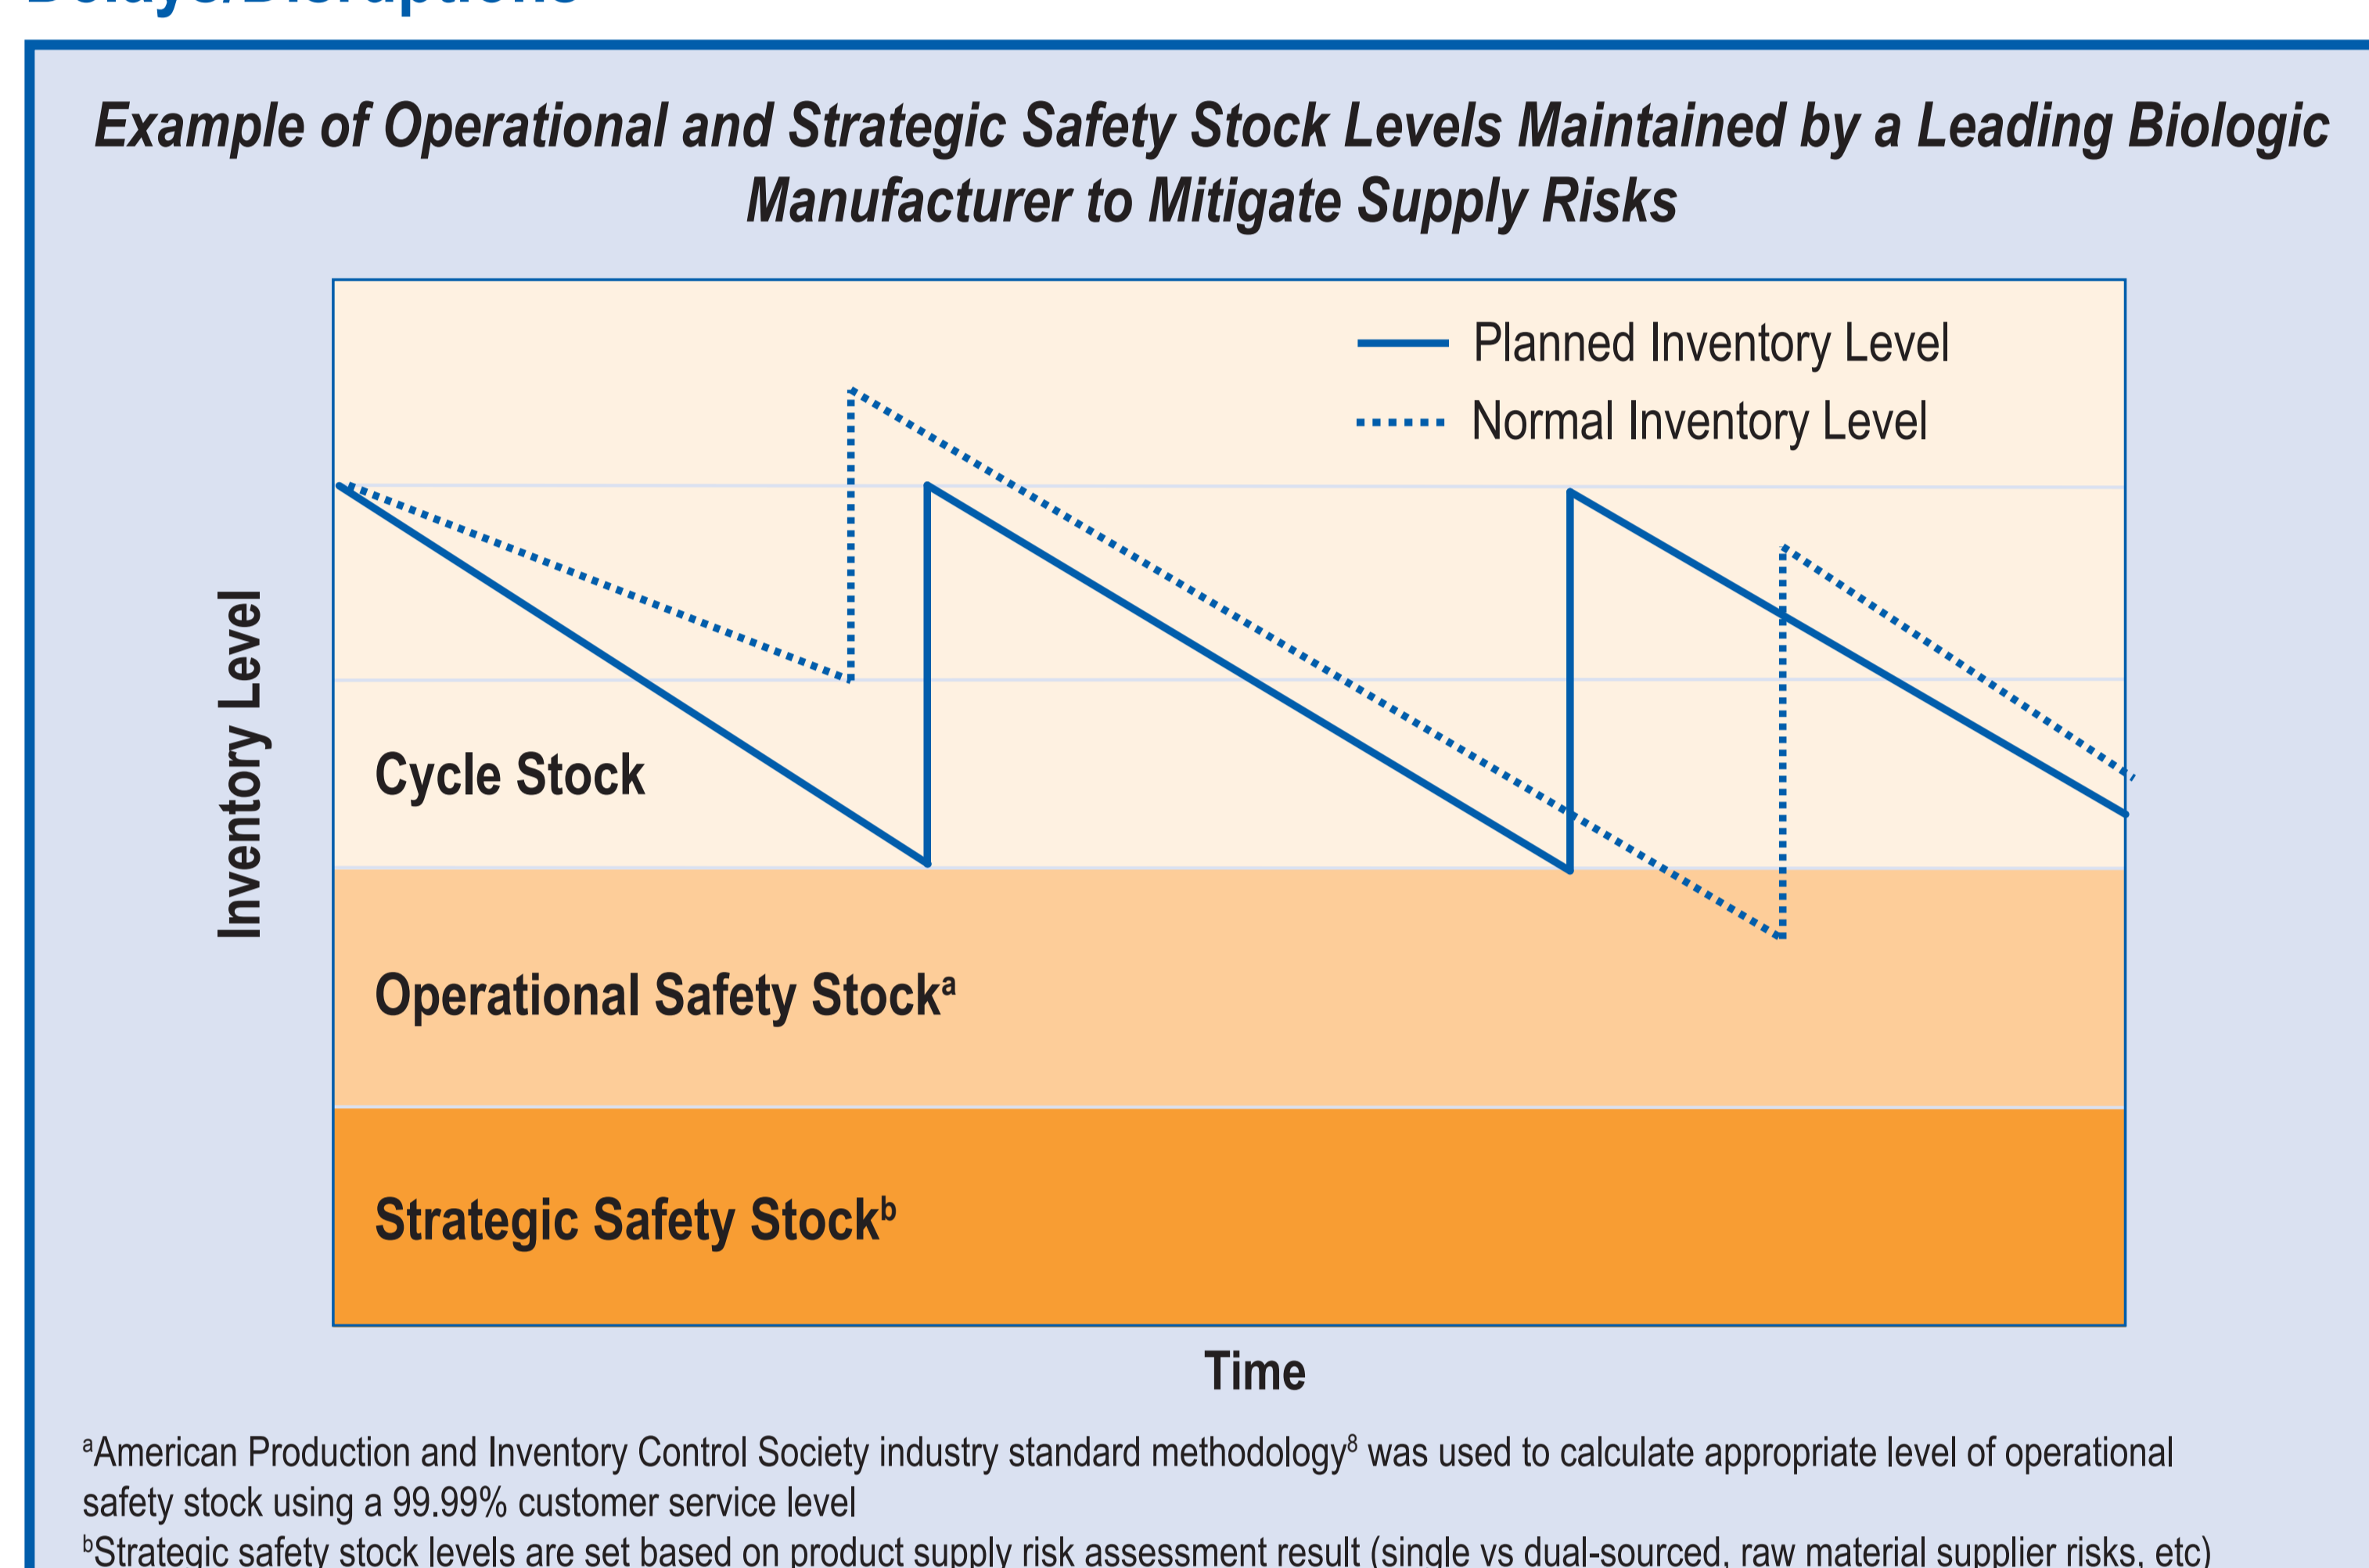 Delays/Disruptions
Example of Operational and Strategic Safety Stock Levels Maintained by a Leading Biologic
Manufacturer to Mitigate Supply Risks
Planned Inventory Level
Normal Inventory Level
Inventory Level
Cycle Stock
Operational Safety Stockᵃ
Strategic Safety Stockᵇ
Time
ᵃAmerican Production and Inventory Control Society industry standard methodology⁸ was used to calculate appropriate level of operational
safety stock using a 99.99% customer service level
ᵇStrategic safety stock levels are set based on product supply risk assessment result (single vs dual-sourced, raw material supplier risks, etc)